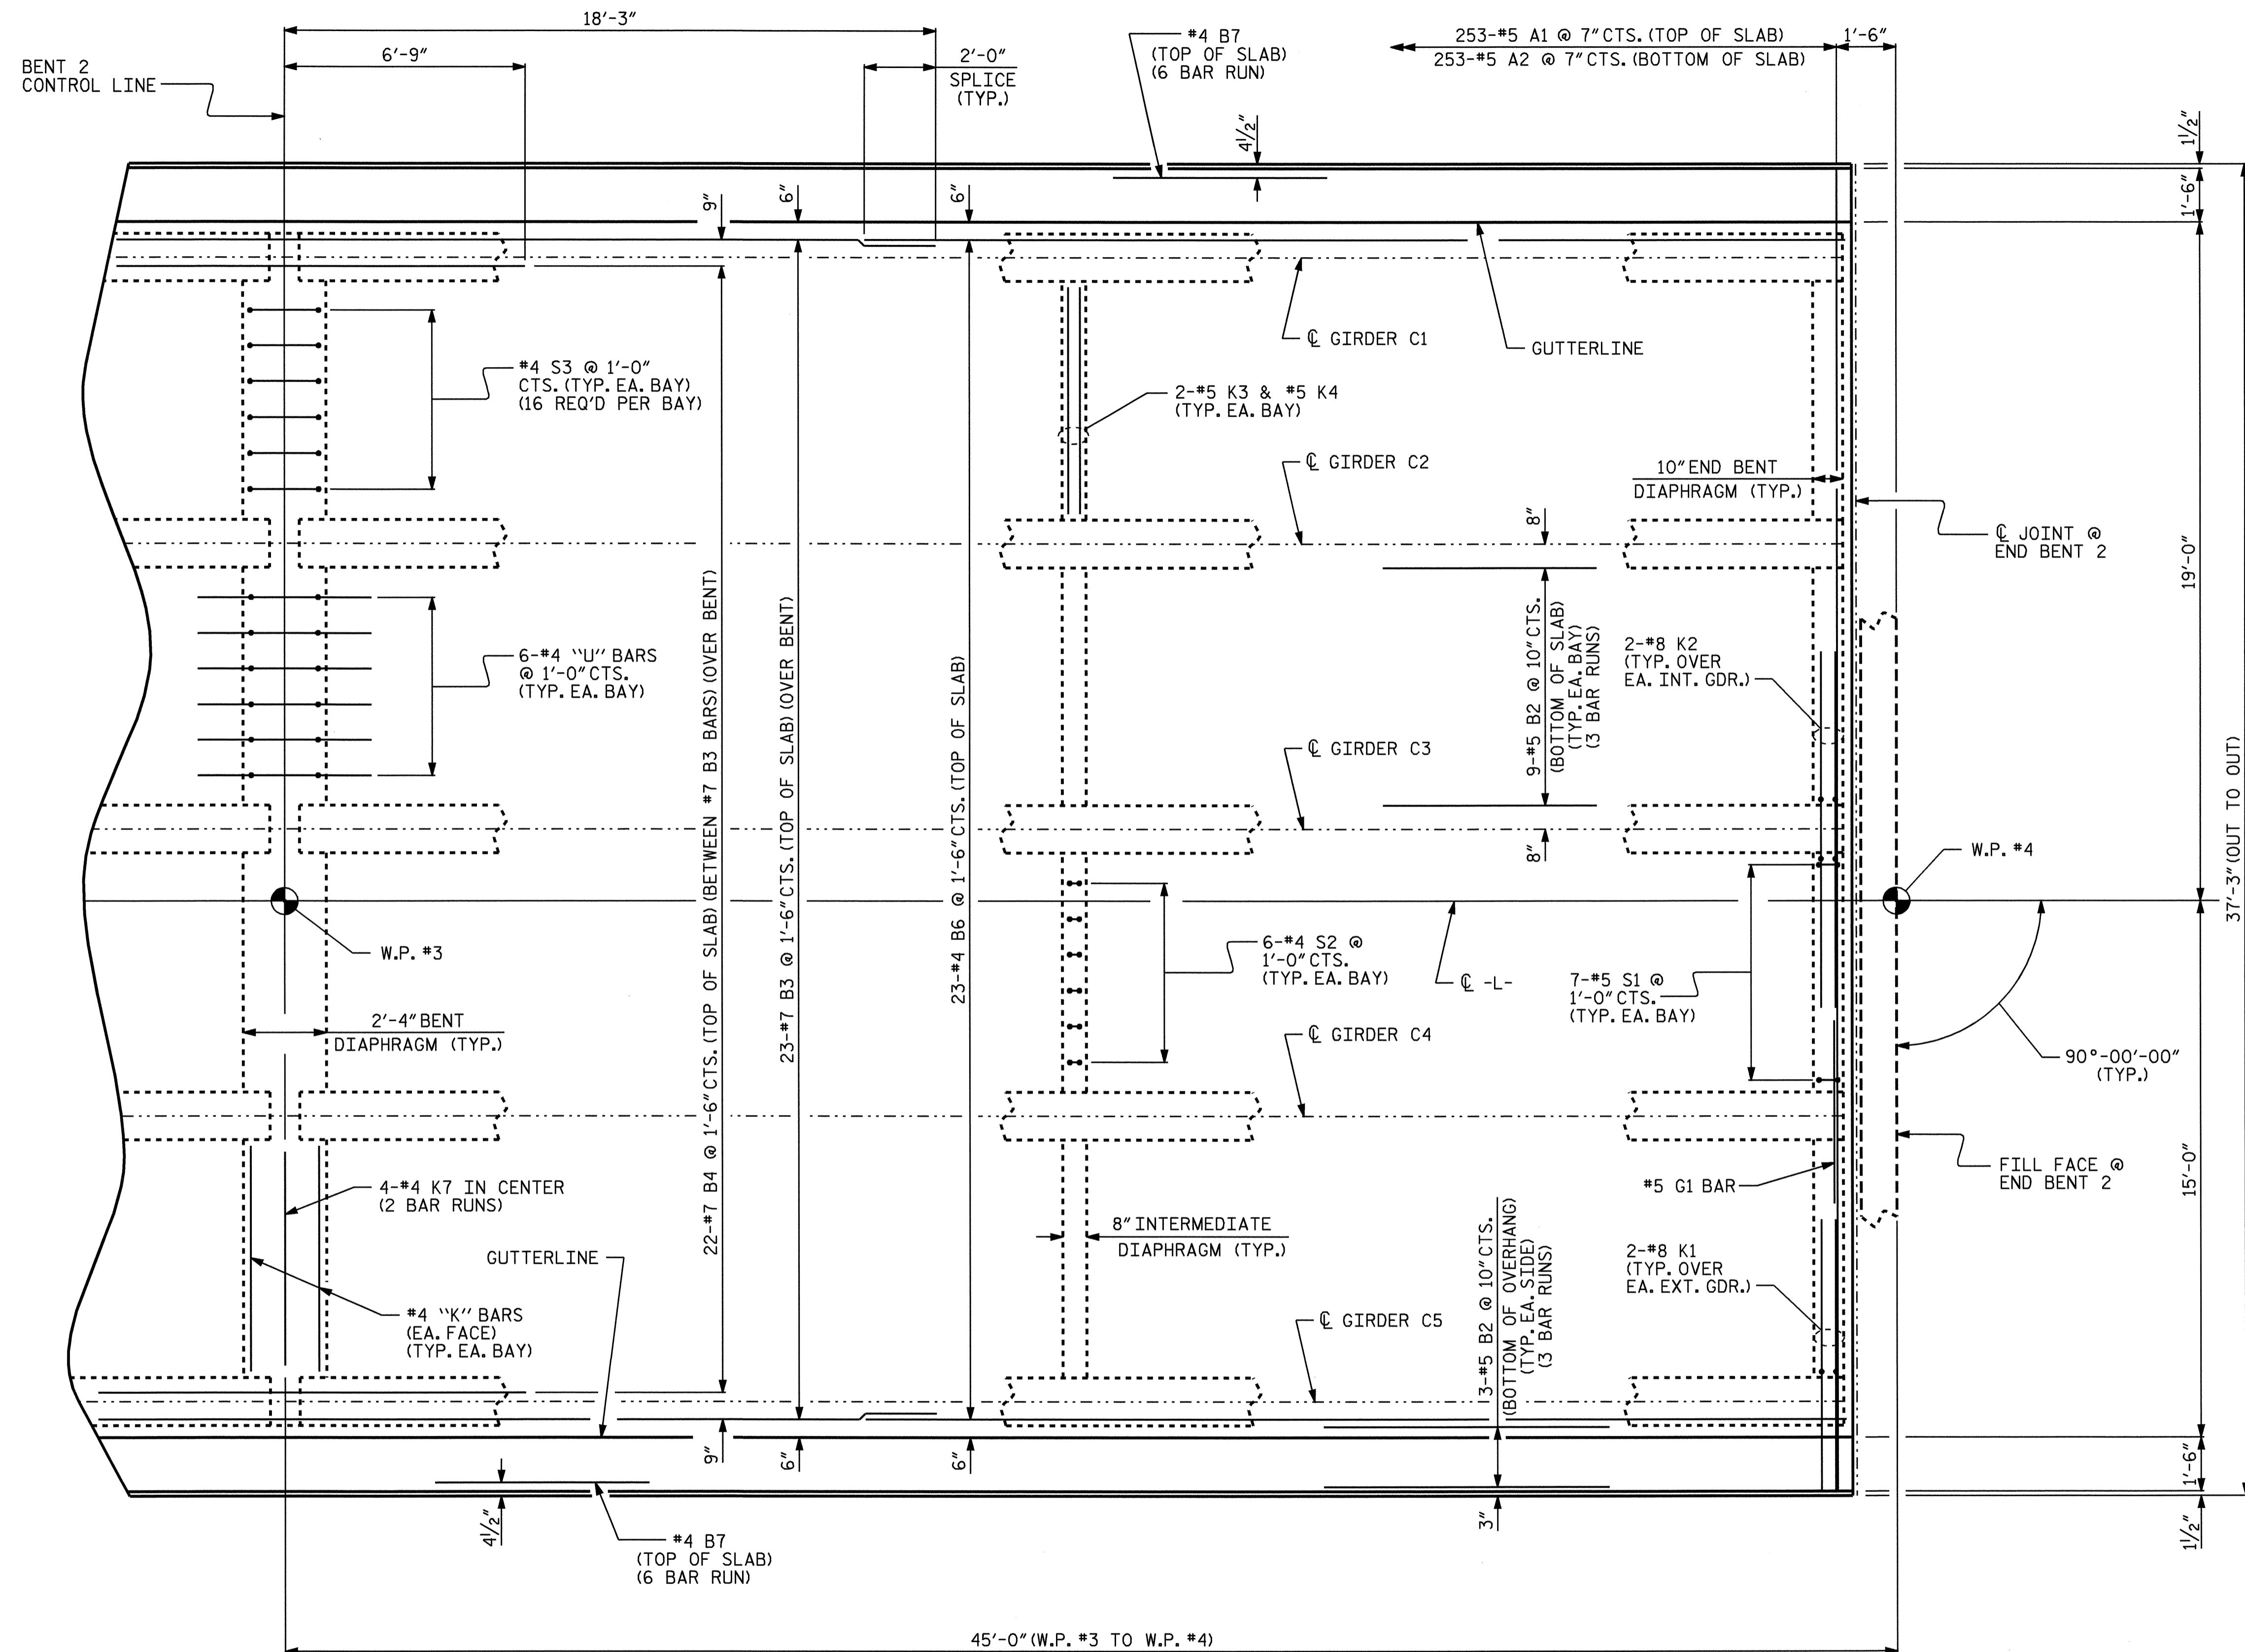 18'-3"
6'-9"
2'-0"
SPLICE
(TYP.)
BENT 2
CONTROL LINE
#4 B7
(TOP OF SLAB)
(6 BAR RUN)
253-#5 A1 @ 7" CTS. (TOP OF SLAB)
253-#5 A2 @ 7" CTS. (BOTTOM OF SLAB)
1'-6"
4½"
1½"
1'-6"
9"
6"
6"
#4 S3 @ 1'-0"
CTS. (TYP. EA. BAY)
(16 REQ'D PER BAY)
℄ GIRDER C1
GUTTERLINE
2-#5 K3 & #5 K4
(TYP. EA. BAY)
℄ GIRDER C2
10" END BENT
DIAPHRAGM (TYP.)
℄ JOINT @
END BENT 2
8"
19'-0"
6-#4 "U" BARS
@ 1'-0" CTS.
(TYP. EA. BAY)
22-#7 B4 @ 1'-6" CTS. (TOP OF SLAB) (BETWEEN #7 B3 BARS) (OVER BENT)
23-#7 B3 @ 1'-6" CTS. (TOP OF SLAB) (OVER BENT)
23-#4 B6 @ 1'-6" CTS. (TOP OF SLAB)
9-#5 B2 @ 10" CTS.
(BOTTOM OF SLAB)
(TYP. EA. BAY)
(3 BAR RUNS)
2-#8 K2
(TYP. OVER
EA. INT. GDR.)
℄ GIRDER C3
8"
37'-3" (OUT TO OUT)
W.P. #4
W.P. #3
6-#4 S2 @
1'-0" CTS.
(TYP. EA. BAY)
℄ -L-
7-#5 S1 @
1'-0" CTS.
(TYP. EA. BAY)
2'-4" BENT
DIAPHRAGM (TYP.)
℄ GIRDER C4
90°-00'-00"
(TYP.)
4-#4 K7 IN CENTER
(2 BAR RUNS)
#5 G1 BAR
FILL FACE @
END BENT 2
15'-0"
8" INTERMEDIATE
DIAPHRAGM (TYP.)
GUTTERLINE
3-#5 B2 @ 10" CTS.
(BOTTOM OF OVERHANG)
(TYP. EA. SIDE)
(3 BAR RUNS)
2-#8 K1
(TYP. OVER
EA. EXT. GDR.)
#4 "K" BARS
(EA. FACE)
(TYP. EA. BAY)
℄ GIRDER C5
9"
6"
6"
1'-6"
4½"
3"
1½"
#4 B7
(TOP OF SLAB)
(6 BAR RUN)
45'-0" (W.P. #3 TO W.P. #4)